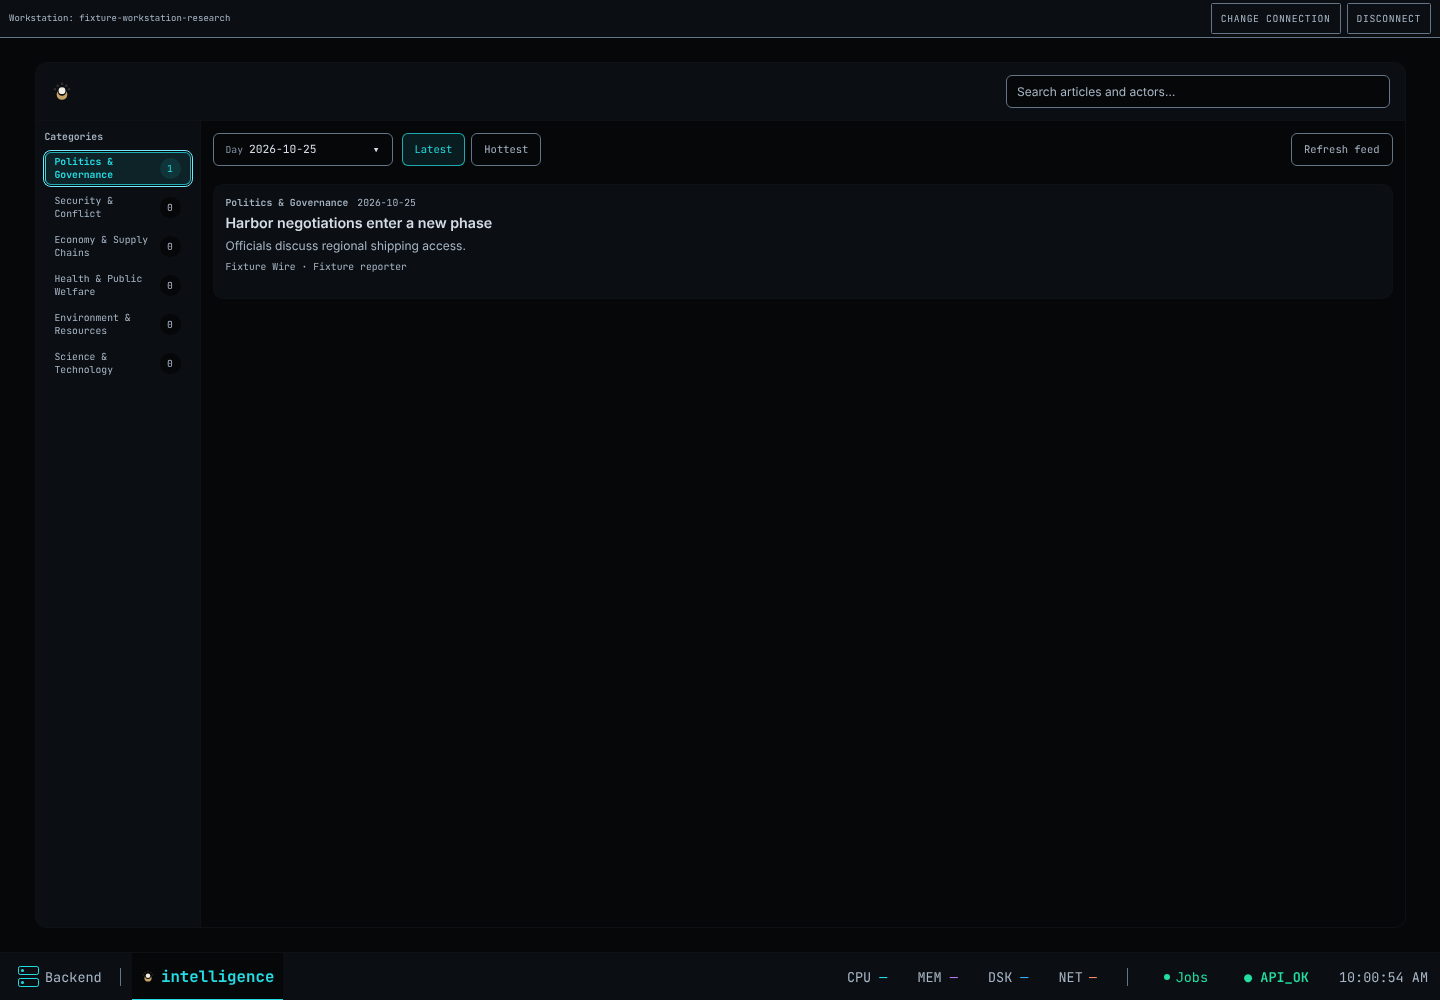 Workstation: fixture-workstation-research
CHANGE CONNECTION
DISCONNECT
Search articles and actors...
Categories
Politics &
Governance
1
Security &
Conflict
0
Economy & Supply
Chains
0
Health & Public
Welfare
0
Environment &
Resources
0
Science &
Technology
0
Day 2026-10-25
Latest
Hottest
Refresh feed
Politics & Governance 2026-10-25
Harbor negotiations enter a new phase
Officials discuss regional shipping access.
Fixture Wire · Fixture reporter
Backend
intelligence
CPU —
MEM —
DSK —
NET —
Jobs
API_OK
10:00:54 AM